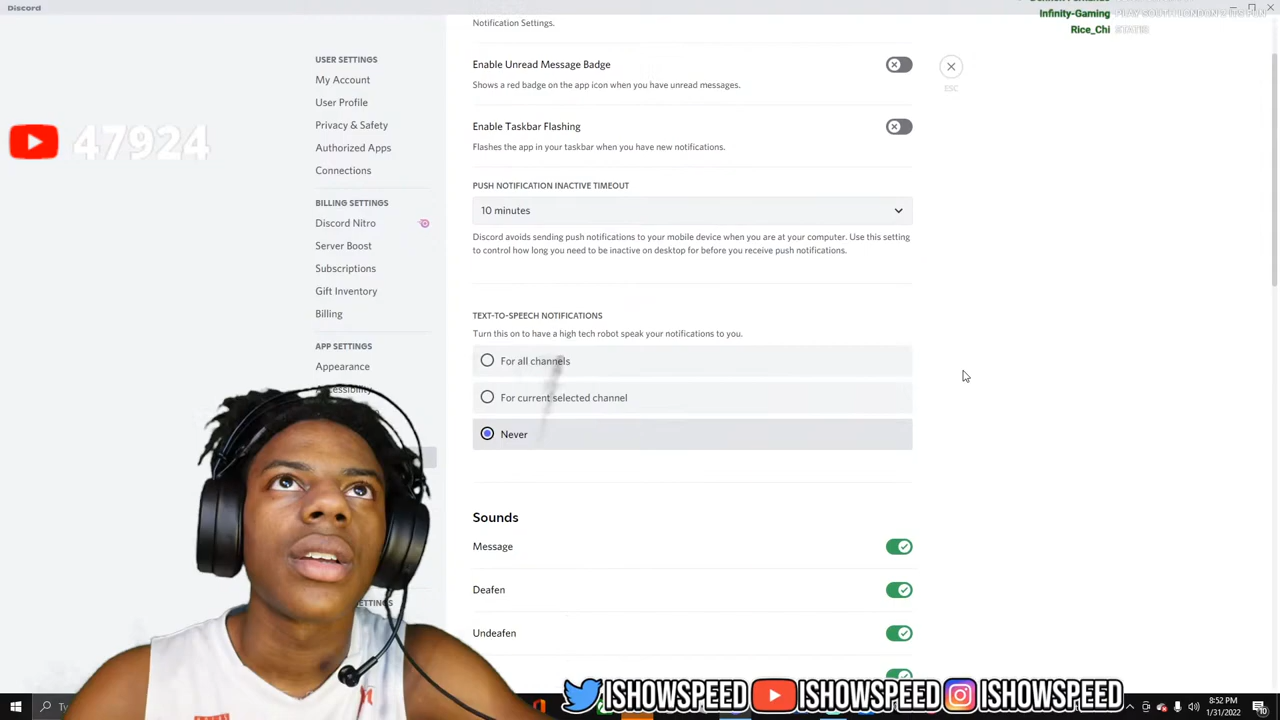 Discord
Infinity-Gaming
Rice_Chi
47924
USER SETTINGS
My Account
User Profile
Privacy & Safety
Authorized Apps
Connections
BILLING SETTINGS
Discord Nitro
Server Boost
Subscriptions
Gift Inventory
Billing
APP SETTINGS
Appearance
Notification Settings.
Enable Unread Message Badge
Shows a red badge on the app icon when you have unread messages.
Enable Taskbar Flashing
Flashes the app in your taskbar when you have new notifications.
PUSH NOTIFICATION INACTIVE TIMEOUT
10 minutes
Discord avoids sending push notifications to your mobile device when you are at your computer. Use this setting
to control how long you need to be inactive on desktop for before you receive push notifications.
TEXT-TO-SPEECH NOTIFICATIONS
Turn this on to have a high tech robot speak your notifications to you.
For all channels
For current selected channel
Never
Sounds
Message
Deafen
Undeafen
ESC
ISHOWSPEED ISHOWSPEED ISHOWSPEED
8:52 PM
1/31/2022